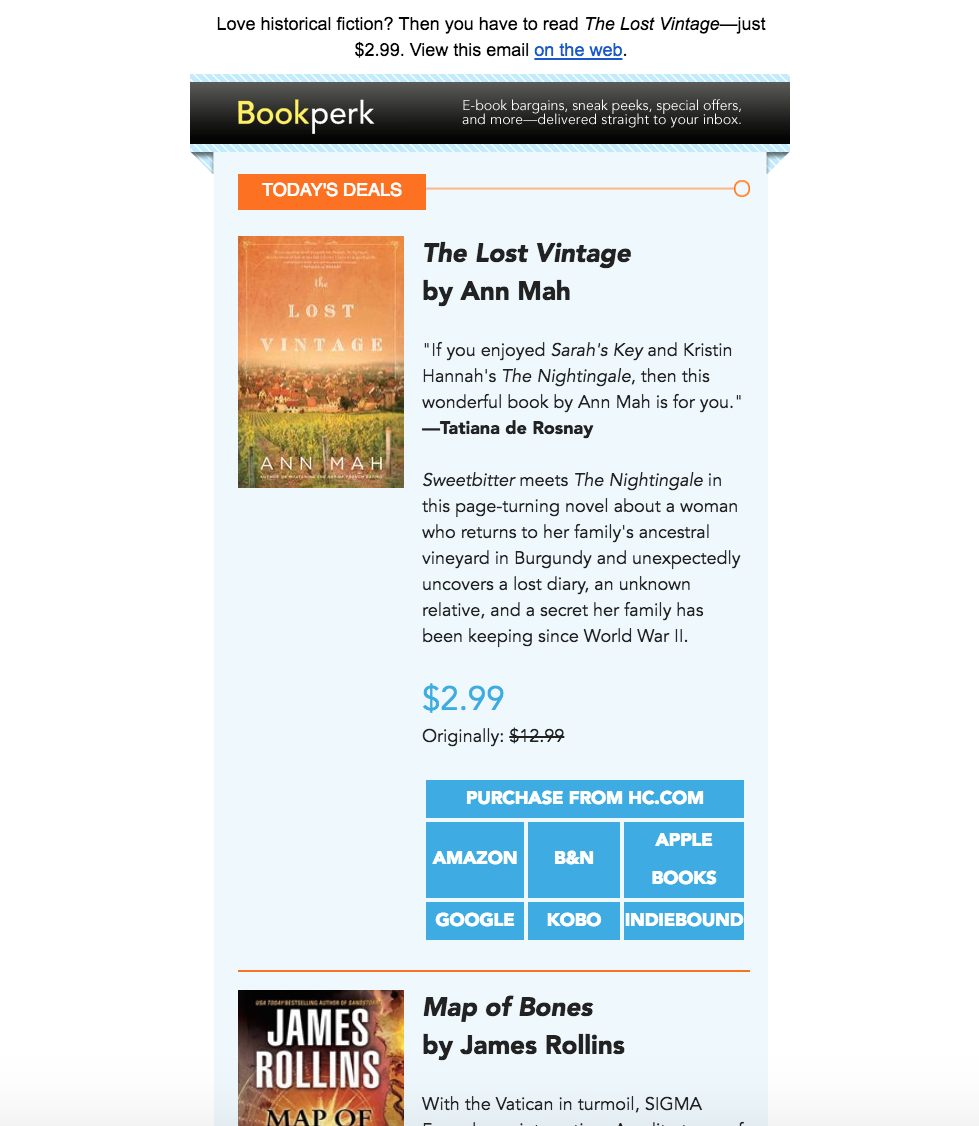 Love historical fiction? Then you have to read The Lost Vintage—just
$2.99. View this email on the web.
Bookperk
E-book bargains, sneak peeks, special offers,
and more—delivered straight to your inbox.
TODAY'S DEALS
the
LOST
VINTAGE
ANN MAH
The Lost Vintage
by Ann Mah
"If you enjoyed Sarah's Key and Kristin
Hannah's The Nightingale, then this
wonderful book by Ann Mah is for you."
—Tatiana de Rosnay
Sweetbitter meets The Nightingale in
this page-turning novel about a woman
who returns to her family's ancestral
vineyard in Burgundy and unexpectedly
uncovers a lost diary, an unknown
relative, and a secret her family has
been keeping since World War II.
$2.99
Originally: $12.99
PURCHASE FROM HC.COM
AMAZON
B&N
APPLE
BOOKS
GOOGLE
KOBO
INDIEBOUND
USA TODAY BESTSELLING AUTHOR OF
JAMES
ROLLINS
MAP OF
Map of Bones
by James Rollins
With the Vatican in turmoil, SIGMA